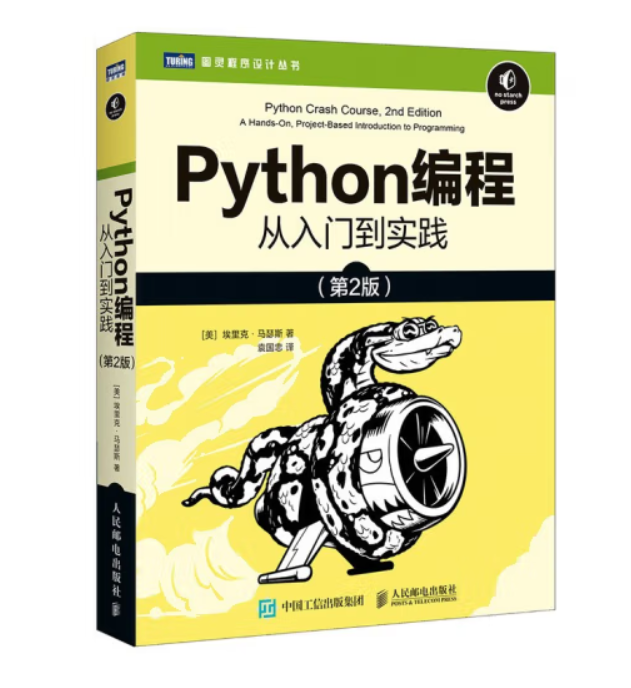 TURING 图灵程序设计丛书
no starch press
Python Crash Course, 2nd Edition
A Hands-On, Project-Based Introduction to Programming
Python编程
从入门到实践
(第2版)
[美] 埃里克·马瑟斯 著
袁国忠 译
中国工信出版集团
人民邮电出版社
POSTS & TELECOM PRESS
TURING
Python编程
从入门到实践
(第2版)
[美] 埃里克·马瑟斯 著
人民邮电出版社